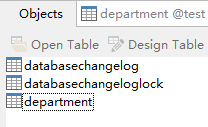 Objects
department @test
Open Table
Design Table
databasechangelog
databasechangeloglock
department